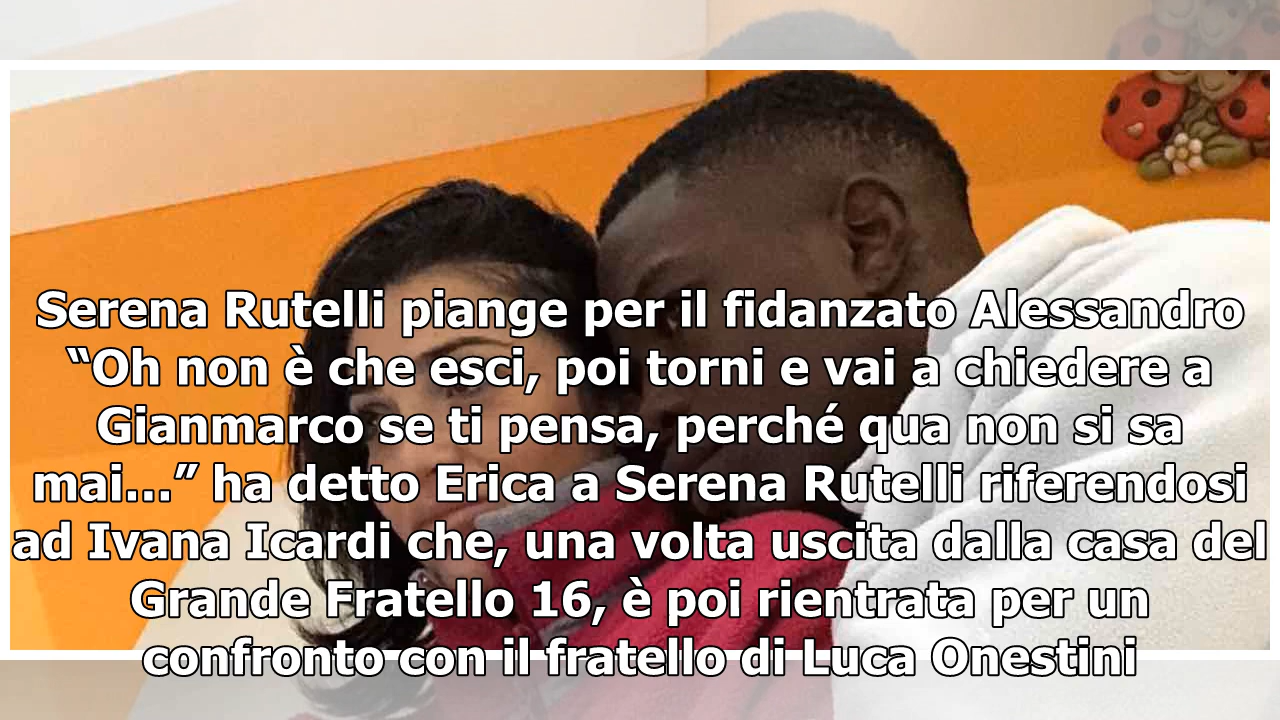 Serena Rutelli piange per il fidanzato Alessandro
“Oh non è che esci, poi torni e vai a chiedere a
Gianmarco se ti pensa, perché qua non si sa
mai…” ha detto Erica a Serena Rutelli riferendosi
ad Ivana Icardi che, una volta uscita dalla casa del
Grande Fratello 16, è poi rientrata per un
confronto con il fratello di Luca Onestini